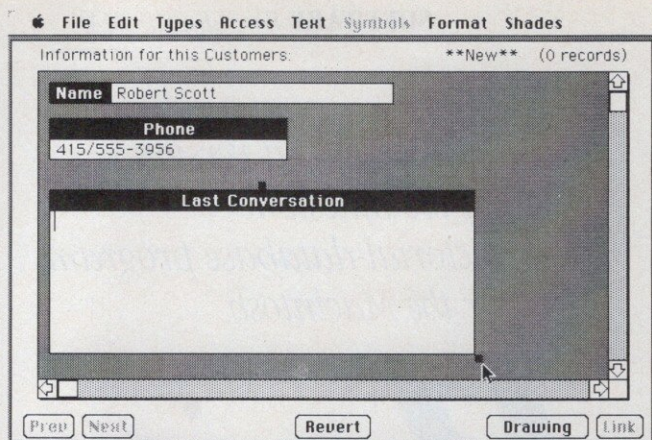 File Edit Types Access Text Symbols Format Shades
Information for this Customers: **New** (0 records)
Name Robert Scott
Phone
415/555-3956
Last Conversation
Prev Next Revert Drawing Link